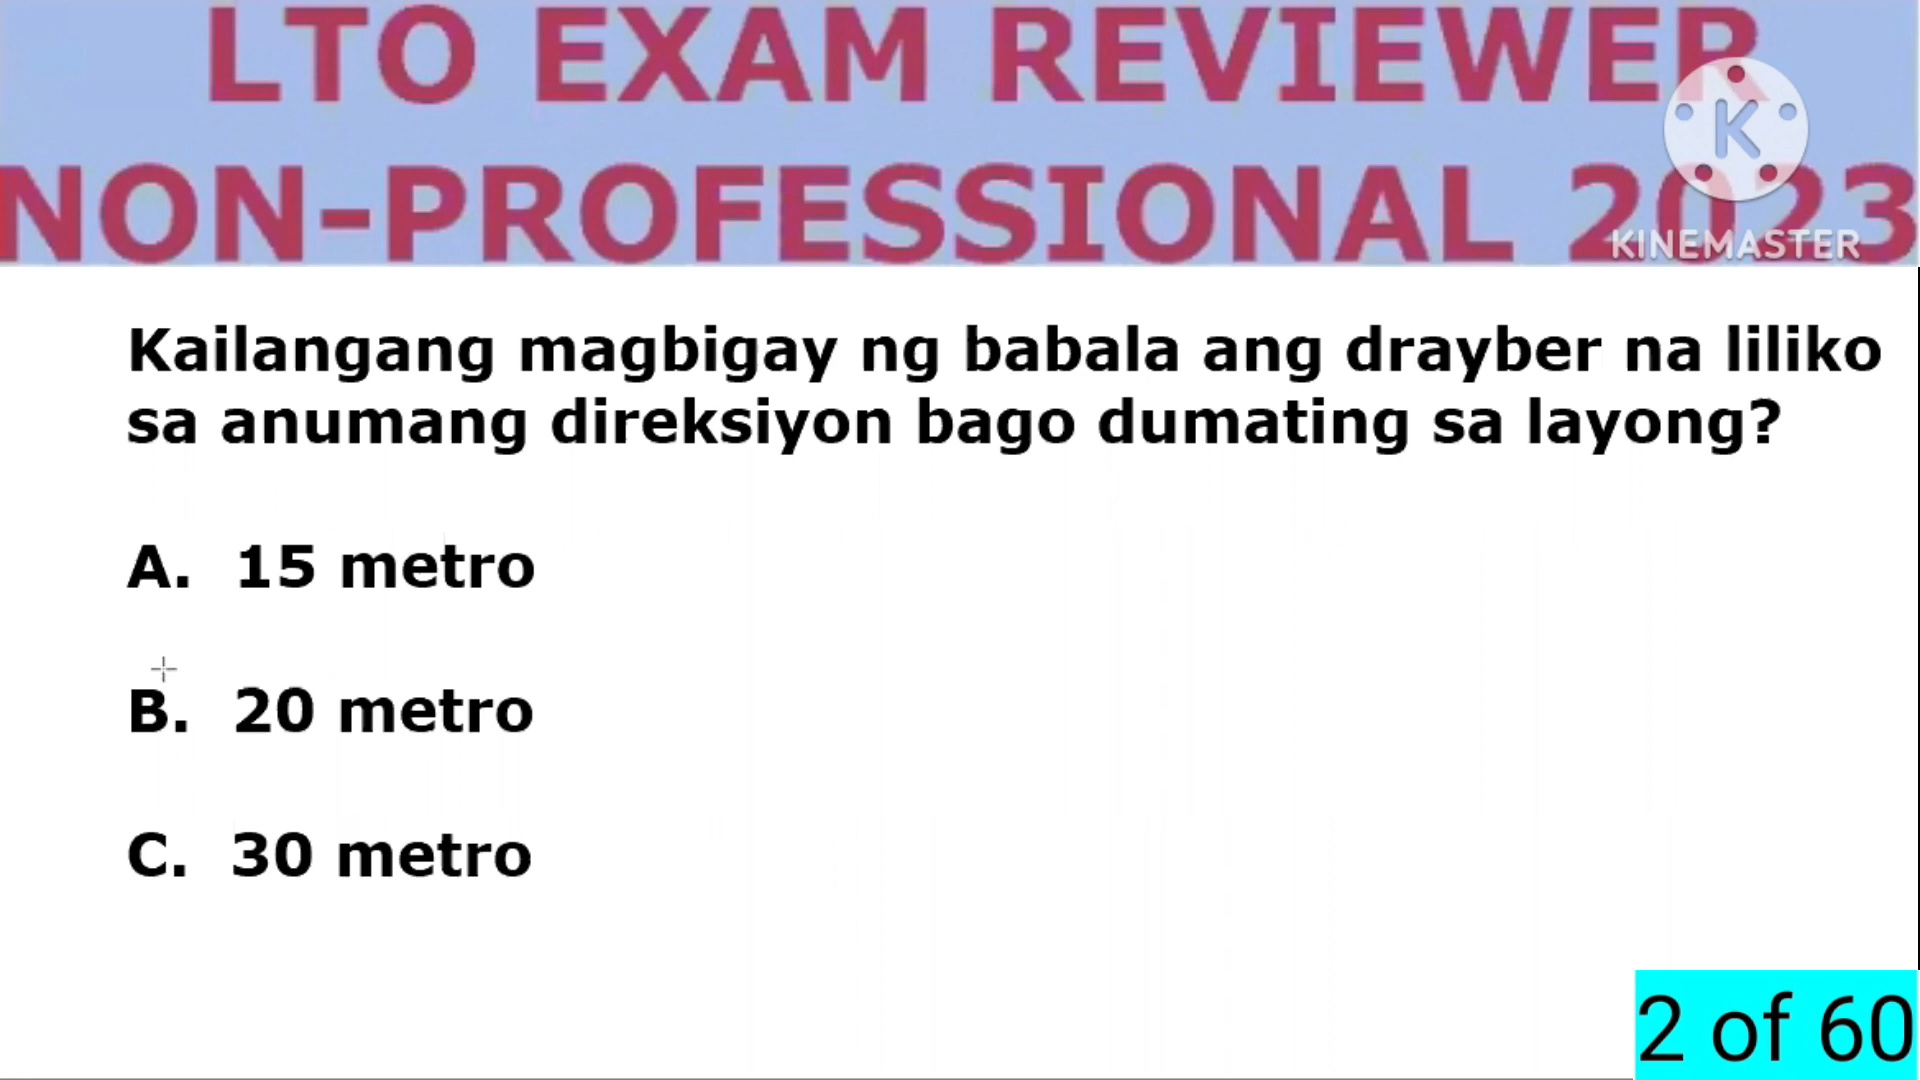 LTO EXAM REVIEWER
NON-PROFESSIONAL 2023
K
KINEMASTER
Kailangang magbigay ng babala ang drayber na liliko
sa anumang direksiyon bago dumating sa layong?
A. 15 metro
B. 20 metro
C. 30 metro
2 of 60